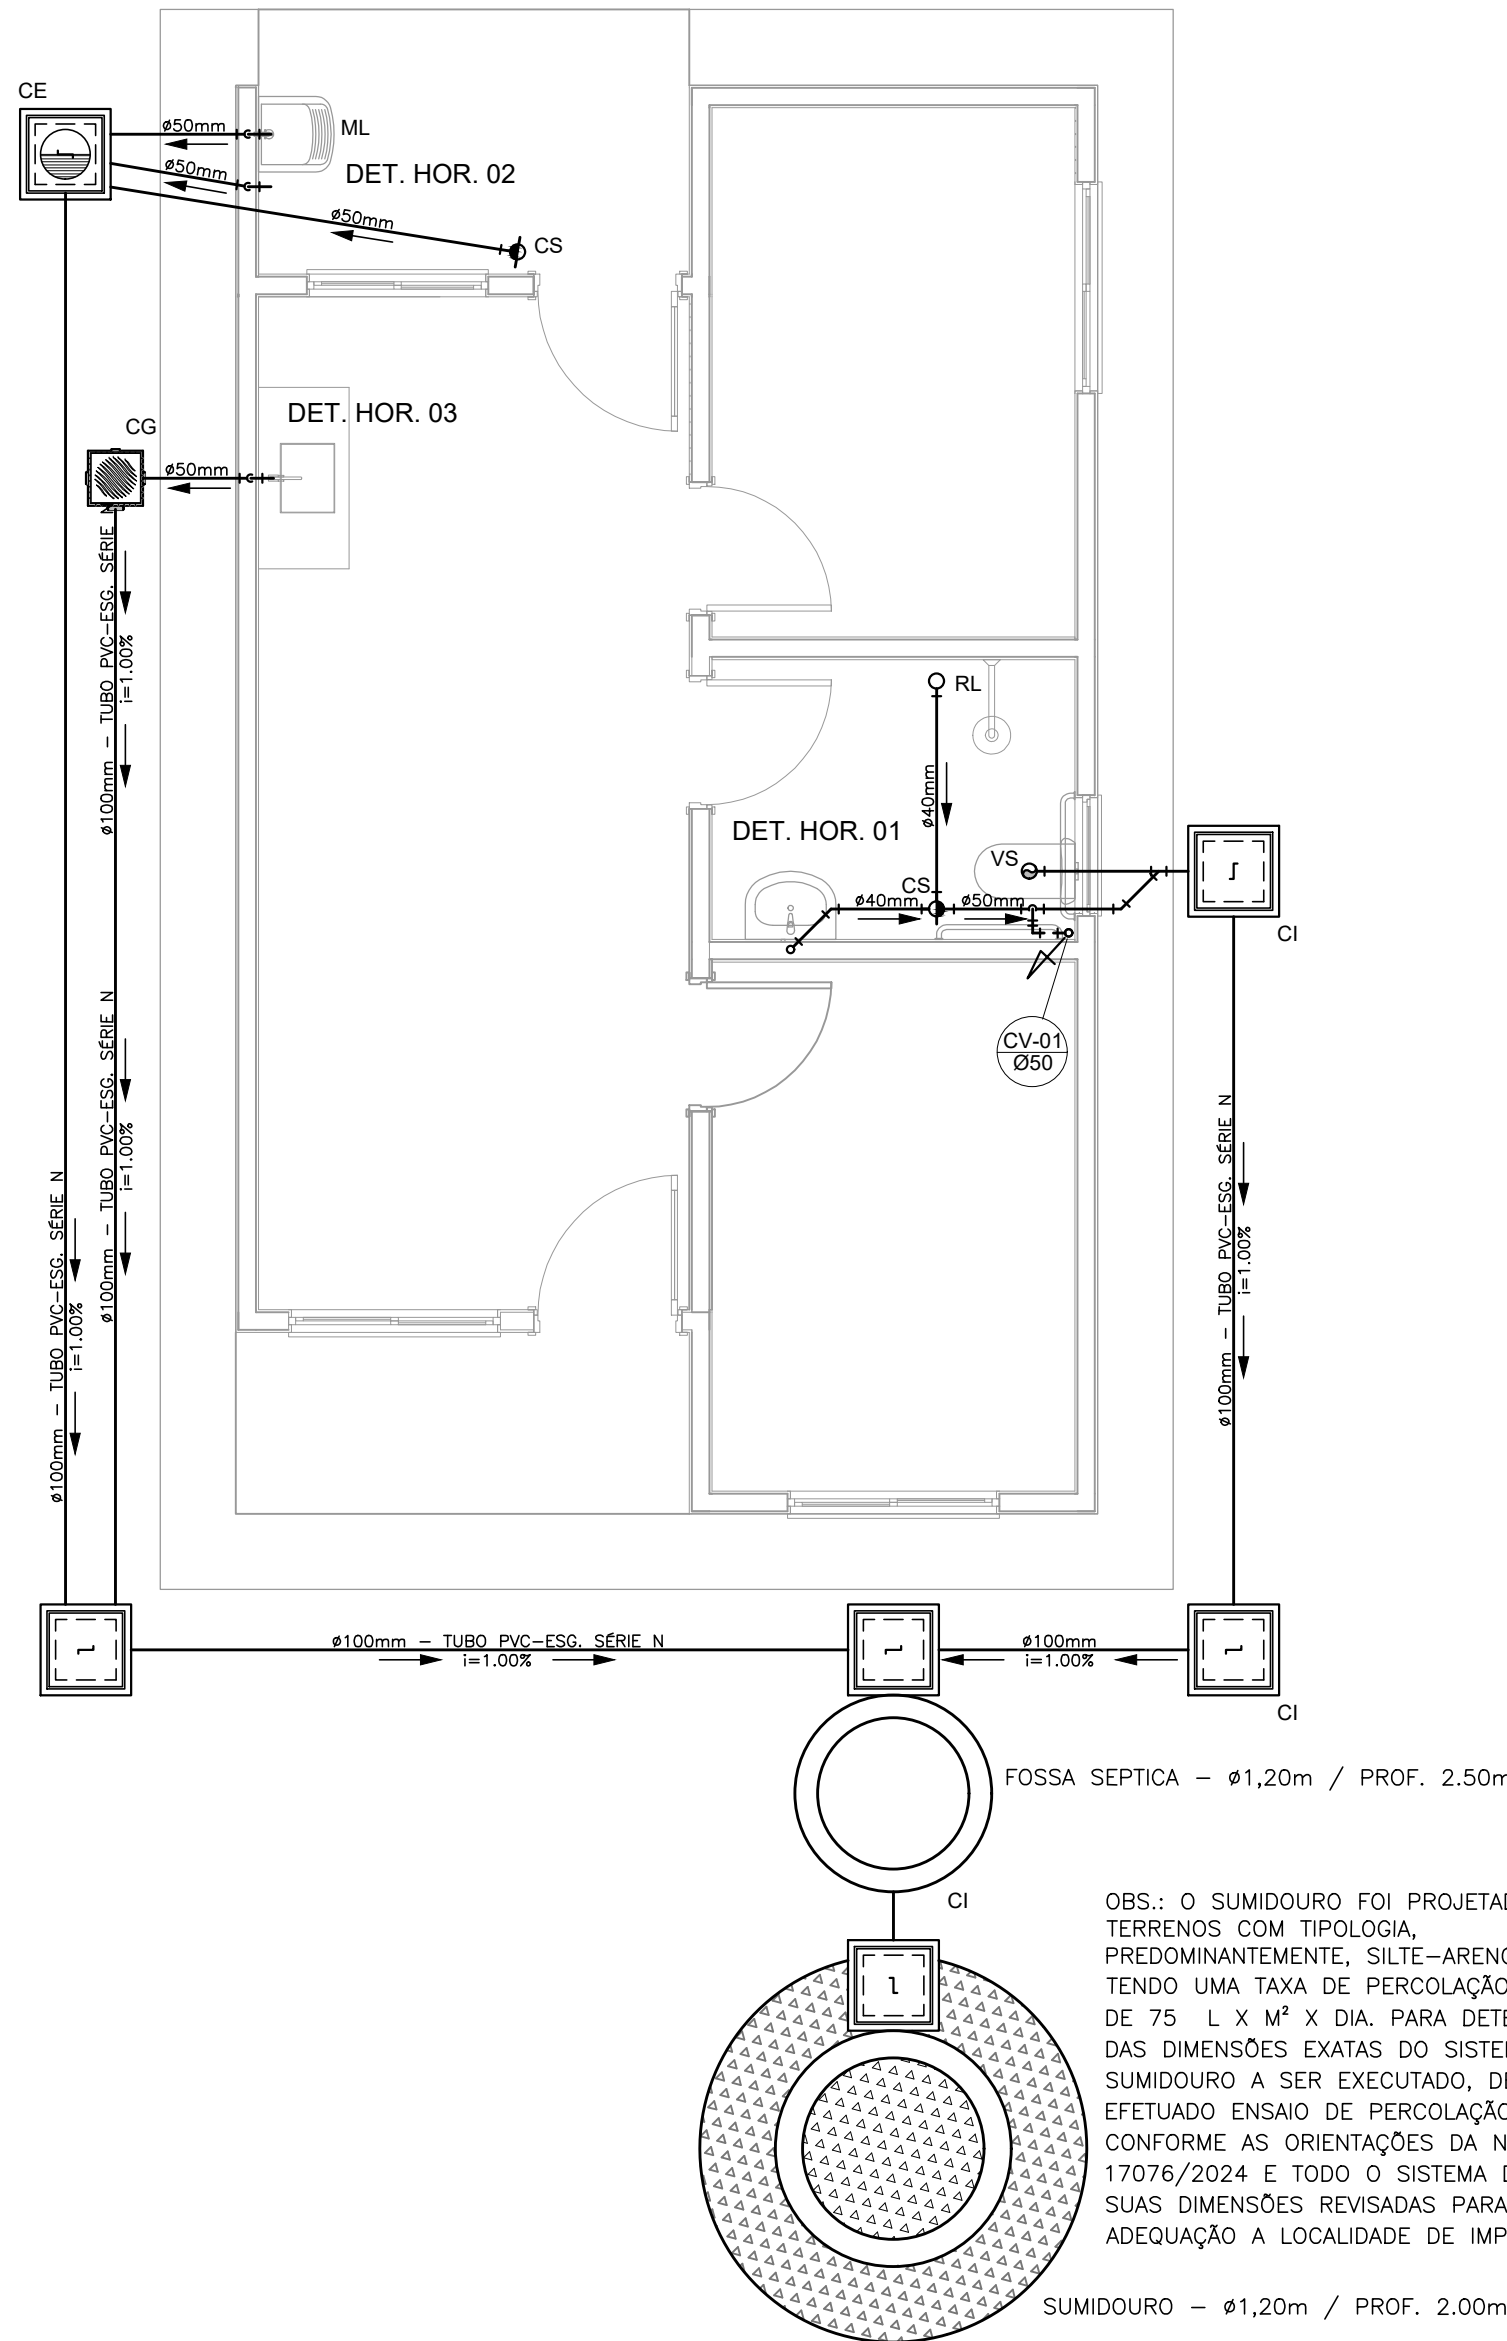 CE
ø50mm
ML
ø50mm
DET. HOR. 02
ø50mm
CS
DET. HOR. 03
CG
ø50mm
ø100mm – TUBO PVC–ESG. SÉRIE N
i=1.00%
RL
ø40mm
DET. HOR. 01
VS
CS
ø40mm
ø50mm
CI
CV-01
Ø50
ø100mm – TUBO PVC–ESG. SÉRIE N
i=1.00%
ø100mm – TUBO PVC–ESG. SÉRIE N
i=1.00%
ø100mm – TUBO PVC–ESG. SÉRIE N
i=1.00%
ø100mm – TUBO PVC–ESG. SÉRIE N
i=1.00%
ø100mm
i=1.00%
CI
FOSSA SEPTICA – ø1,20m / PROF. 2.50m
CI
OBS.: O SUMIDOURO FOI
TERRENOS COM TIPOLOGIA,
PREDOMINANTEMENTE,
TENDO UMA TAXA DE PERCOLAÇÃO
DE 75 L X M² X DIA. PARA
DAS DIMENSÕES EXATAS DO
SUMIDOURO A SER EXECUTADO,
EFETUADO ENSAIO DE PERCOLAÇÃO
CONFORME AS ORIENTAÇÕES DA
17076/2024 E TODO O SISTEMA
SUAS DIMENSÕES REVISADAS PARA
ADEQUAÇÃO A LOCALIDADE DE
SUMIDOURO – ø1,20m / PROF. 2.00m